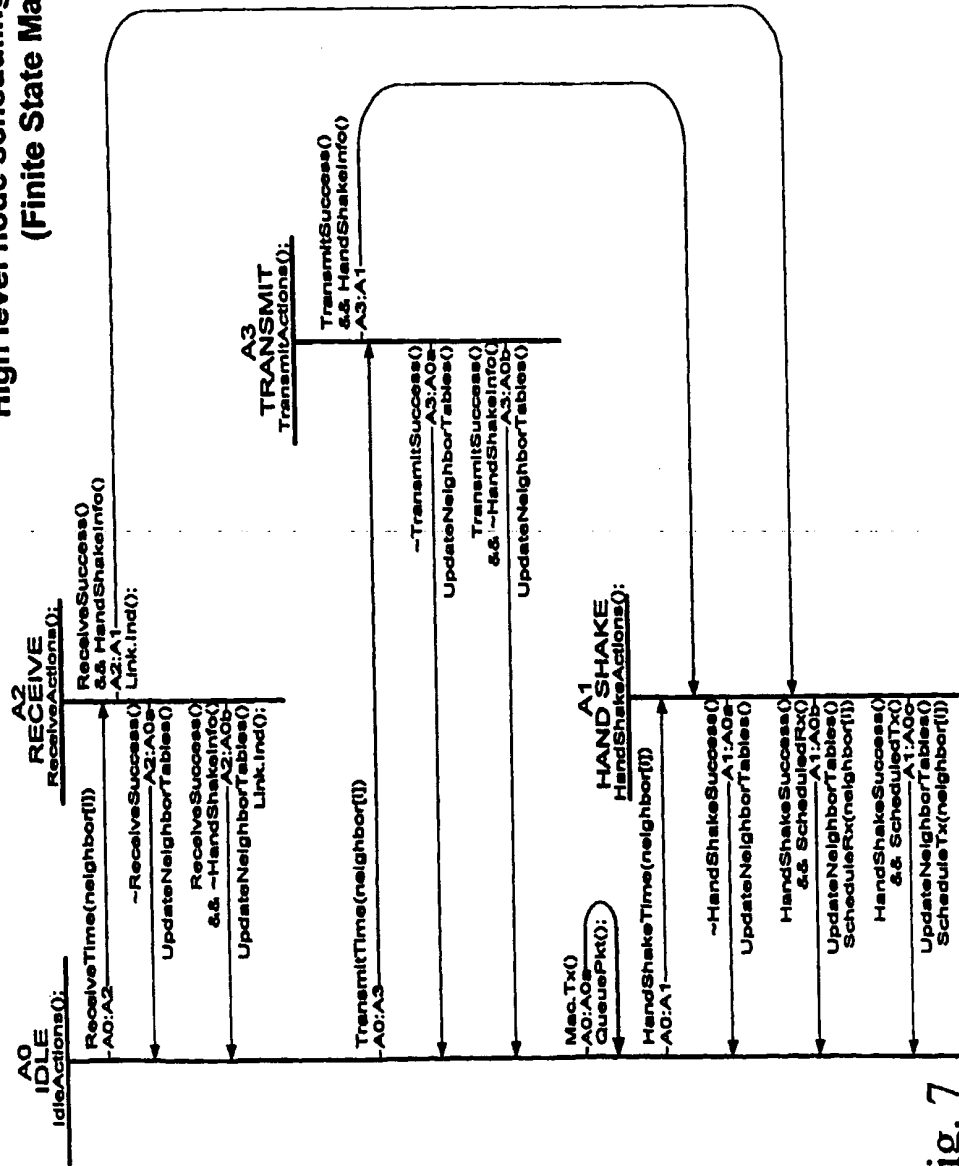 High level node scheduling
(Finite State Ma
A0
IDLE
IdleActions();
ReceiveTime(neighbor[i])
A0:A2
A2
RECEIVE
ReceiveActions();
ReceiveSuccess()
&& HandShakeInfo()
A2:A1
Link.Ind();
~ReceiveSuccess()
A2:A0a
UpdateNeighborTables()
ReceiveSuccess()
&& ~HandShakeInfo()
A2:A0b
UpdateNeighborTables()
Link.Ind();
TransmitTime(neighbor[i])
A0:A3
A3
TRANSMIT
TransmitActions();
TransmitSuccess()
&& HandShakeInfo()
A3:A1
~TransmitSuccess()
A3:A0a
UpdateNeighborTables()
TransmitSuccess()
&& ~HandShakeInfo()
A3:A0b
UpdateNeighborTables()
Mac.Tx()
A0:A0a
QueuePkt();
HandShakeTime(neighbor[i])
A0:A1
A1
HAND SHAKE
HandShakeActions();
~HandShakeSuccess()
A1:A0a
UpdateNeighborTables()
HandShakeSuccess()
&& ScheduledRx()
A1:A0b
UpdateNeighborTables()
ScheduleRx(neighbor[i])
HandShakeSuccess()
&& ScheduledTx()
A1:A0c
UpdateNeighborTables()
ScheduleTx(neighbor[i])
ig. 7